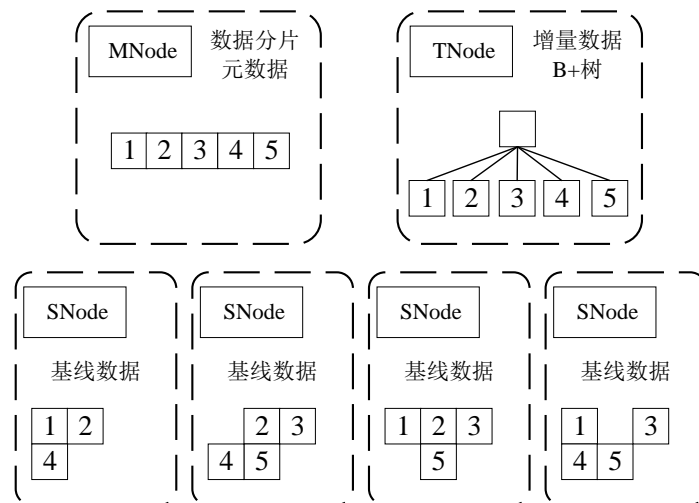 MNode
数据分片
元数据
1 2 3 4 5
TNode
增量数据
B+树
1 2 3 4 5
SNode
基线数据
1 2
4
SNode
基线数据
2 3
4 5
SNode
基线数据
1 2 3
5
SNode
基线数据
1 3
4 5